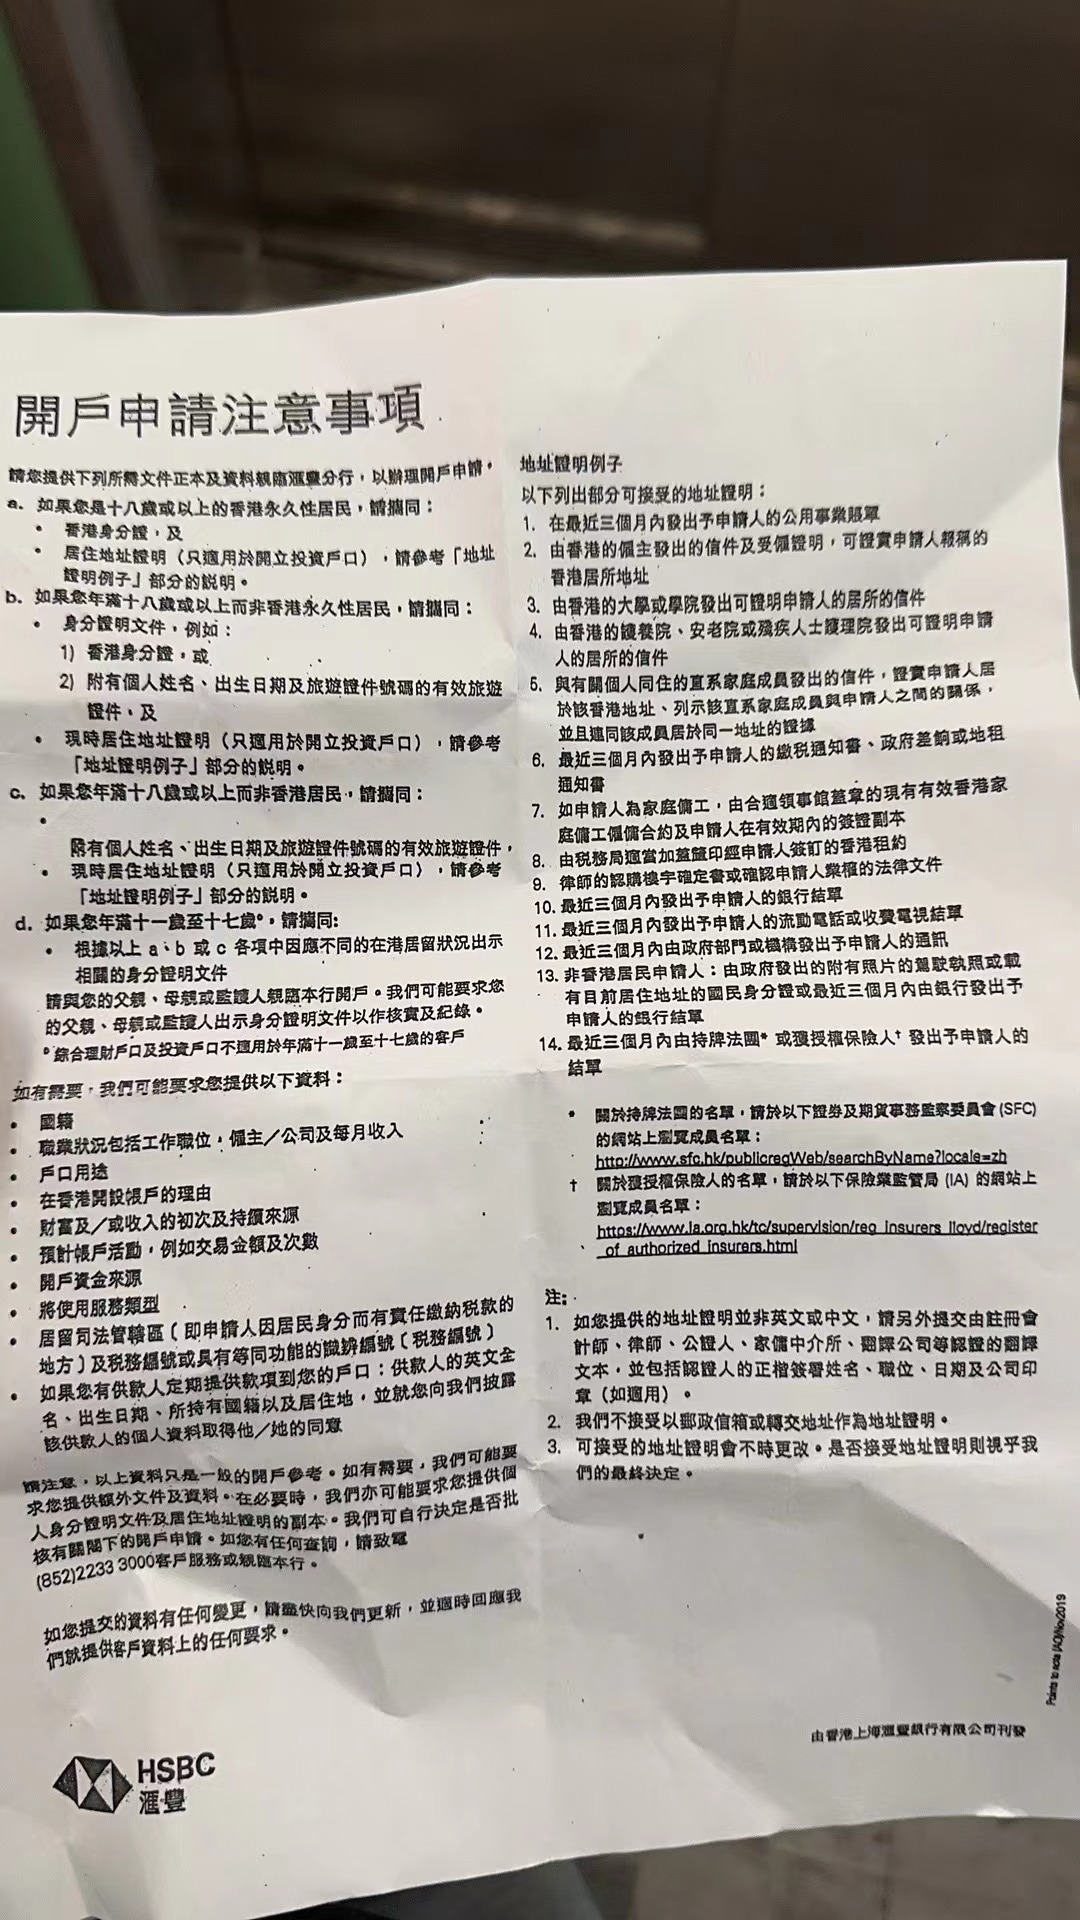 開戶申請注意事項
請您提供下列所需文件正本及資料親臨滙豐分行，以辦理開戶申請。
a. 如果您是十八歲或以上的香港永久性居民，請攜同：
• 香港身分證，及
• 居住地址證明（只適用於開立投資戶口），請參考「地址
證明例子」部分的説明。
b. 如果您年滿十八歲或以上而非香港永久性居民，請攜同：
• 身分證明文件，例如：
1) 香港身分證，或
2) 附有個人姓名、出生日期及旅遊證件號碼的有效旅遊
證件，及
• 現時居住地址證明（只適用於開立投資戶口），請參考
「地址證明例子」部分的説明。
c. 如果您年滿十八歲或以上而非香港居民，請攜同：
•
附有個人姓名、出生日期及旅遊證件號碼的有效旅遊證件，
• 現時居住地址證明（只適用於開立投資戶口），請參考
「地址證明例子」部分的説明。
d. 如果您年滿十一歲至十七歲°，請攜同:
• 根據以上 a、b 或 c 各項中因應不同的在港居留狀況出示
相關的身分證明文件
請與您的父親、母親或監護人親臨本行開戶。我們可能要求您
的父親、母親或監護人出示身分證明文件以作核實及紀錄。
° 綜合理財戶口及投資戶口不適用於年滿十一歲至十七歲的客戶
如有需要，我們可能要求您提供以下資料：
• 國籍
• 職業狀況包括工作職位，僱主／公司及每月收入
• 戶口用途
• 在香港開設帳戶的理由
• 財富及／或收入的初次及持續來源
• 預計帳戶活動，例如交易金額及次數
• 開戶資金來源
• 將使用服務類型
• 居留司法管轄區（即申請人因居民身分而有責任繳納税款的
地方）及税務編號或具有等同功能的識辨編號（税務編號）
• 如果您有供款人定期提供款項到您的戶口：供款人的英文全
名、出生日期、所持有國籍以及居住地，並就您向我們披露
該供款人的個人資料取得他／她的同意
請注意，以上資料只是一般的開戶參考。如有需要，我們可能要
求您提供額外文件及資料。在必要時，我們亦可能要求您提供個
人身分證明文件及居住地址證明的副本。我們可自行決定是否批
核有關閣下的開戶申請。如您有任何查詢，請致電
(852)2233 3000客戶服務或親臨本行。
如您提交的資料有任何變更，請盡快向我們更新，並適時回應我
們就提供客戶資料上的任何要求。
HSBC
滙豐
地址證明例子
以下列出部分可接受的地址證明：
1. 在最近三個月內發出予申請人的公用事業賬單
2. 由香港的僱主發出的信件及受僱證明，可證實申請人報稱的
香港居所地址
3. 由香港的大學或學院發出可證明申請人的居所的信件
4. 由香港的護養院、安老院或殘疾人士護理院發出可證明申請
人的居所的信件
5. 與有關個人同住的直系家庭成員發出的信件，證實申請人居
於該香港地址、列示該直系家庭成員與申請人之間的關係，
並且連同該成員居於同一地址的證據
6. 最近三個月內發出予申請人的繳税通知書、政府差餉或地租
通知書
7. 如申請人為家庭傭工，由合適領事館蓋章的現有有效香港家
庭傭工僱傭合約及申請人在有效期內的簽證副本
8. 由税務局適當加蓋釐印經申請人簽訂的香港租約
9. 律師的認購樓宇確定書或確認申請人業權的法律文件
10. 最近三個月內發出予申請人的銀行結單
11. 最近三個月內發出予申請人的流動電話或收費電視結單
12. 最近三個月內由政府部門或機構發出予申請人的通訊
13. 非香港居民申請人：由政府發出的附有照片的駕駛執照或載
有目前居住地址的國民身分證或最近三個月內由銀行發出予
申請人的銀行結單
14. 最近三個月內由持牌法團* 或獲授權保險人† 發出予申請人的
結單
* 關於持牌法團的名單，請於以下證券及期貨事務監察委員會 (SFC)
的網站上瀏覽成員名單：
http://www.sfc.hk/publicregWeb/searchByName?locale=zh
† 關於獲授權保險人的名單，請於以下保險業監管局 (IA) 的網站上
瀏覽成員名單：
https://www.ia.org.hk/tc/supervision/reg_insurers_lloyd/register
_of_authorized_insurers.html
注:
1. 如您提供的地址證明並非英文或中文，請另外提交由註冊會
計師、律師、公證人、家傭中介所、翻譯公司等認證的翻譯
文本，並包括認證人的正楷簽署姓名、職位、日期及公司印
章（如適用）。
2. 我們不接受以郵政信箱或轉交地址作為地址證明。
3. 可接受的地址證明會不時更改。是否接受地址證明則視乎我
們的最終決定。
Points to note (AO)Nov2019
由香港上海滙豐銀行有限公司刊發